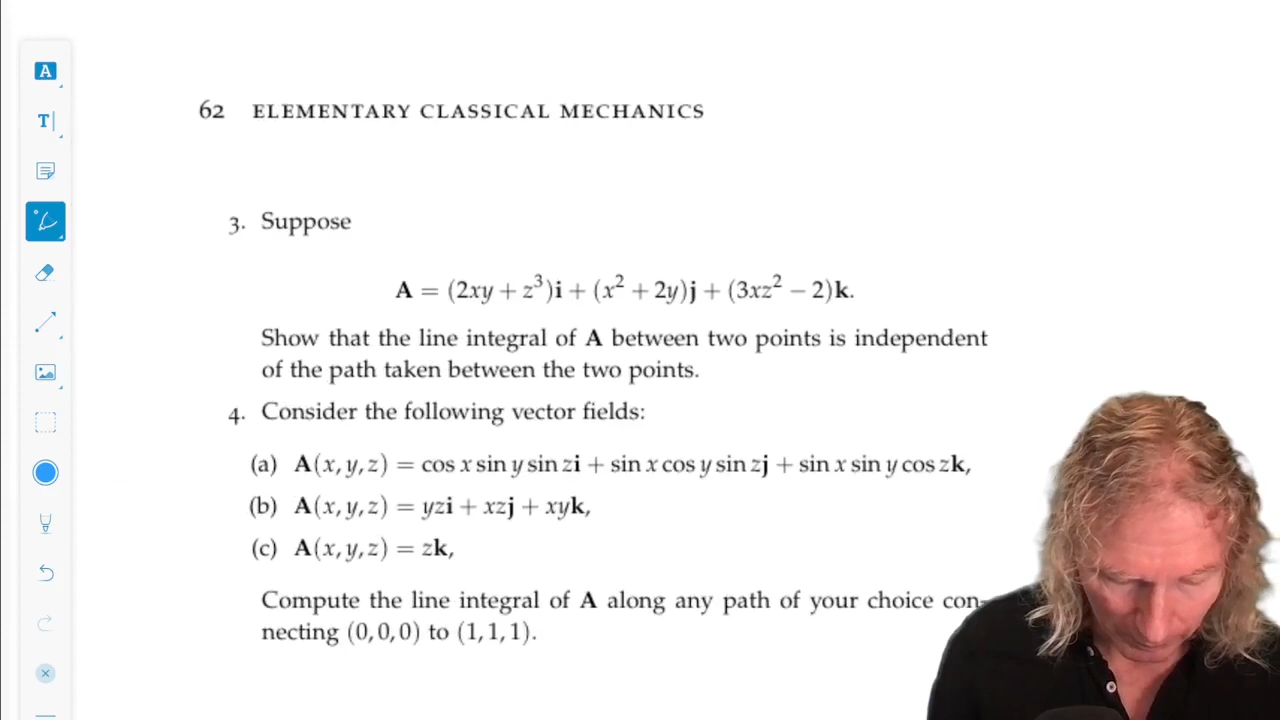 A
T|
62 ELEMENTARY CLASSICAL MECHANICS
3. Suppose
A = (2xy + z³)i + (x² + 2y)j + (3xz² − 2)k.
Show that the line integral of A between two points is independent
of the path taken between the two points.
4. Consider the following vector fields:
(a) A(x, y, z) = cos x sin y sin zi + sin x cos y sin zj + sin x sin y cos zk,
(b) A(x, y, z) = yzi + xzj + xyk,
(c) A(x, y, z) = zk,
Compute the line integral of A along any path of your choice con-
necting (0, 0, 0) to (1, 1, 1).